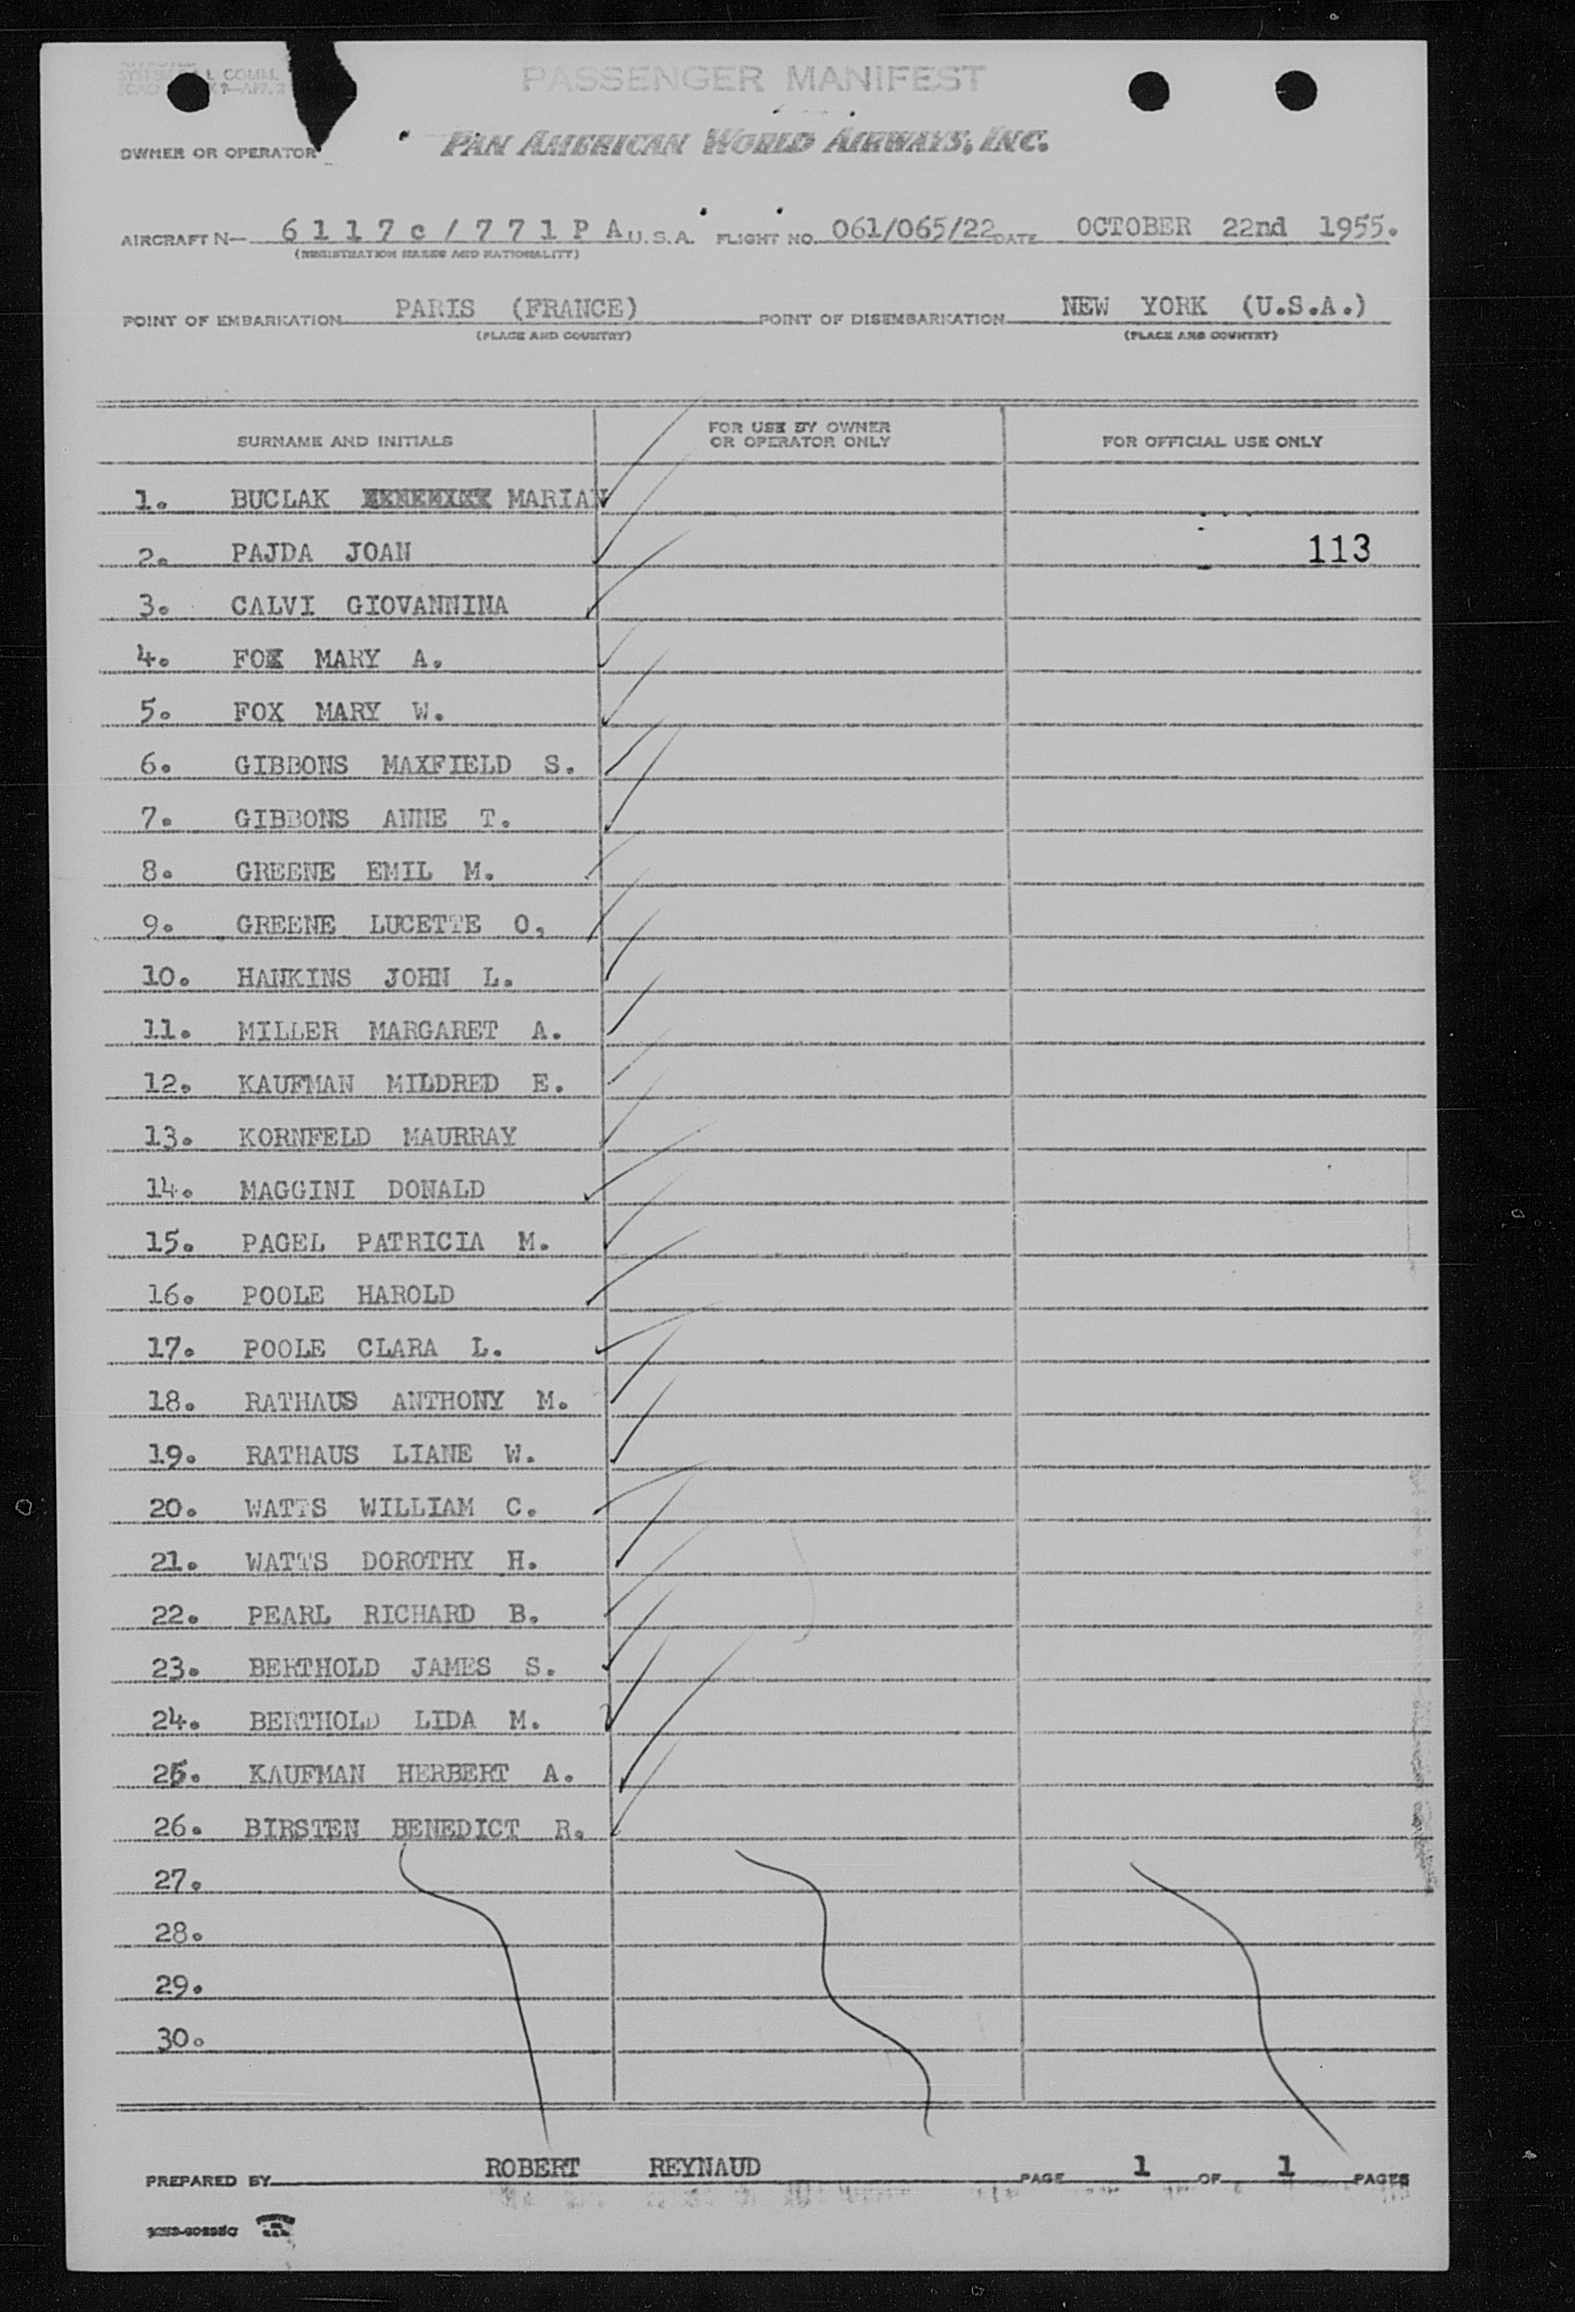 PASSENGER MANIFEST
OWNER OR OPERATOR PAN AMERICAN WORLD AIRWAYS, INC.
AIRCRAFT N- 6117c/771PA U.S.A. FLIGHT NO. 061/065/22 DATE OCTOBER 22nd 1955.
(REGISTRATION MARKS AND NATIONALITY)
POINT OF EMBARKATION PARIS (FRANCE) POINT OF DISEMBARKATION NEW YORK (U.S.A.)
(PLACE AND COUNTRY) (PLACE AND COUNTRY)
SURNAME AND INITIALS FOR USE BY OWNER OR OPERATOR ONLY FOR OFFICIAL USE ONLY
1. BUCLAK MARIAN
2. PAJDA JOAN 113
3. CALVI GIOVANNINA
4. FOX MARY A.
5. FOX MARY W.
6. GIBBONS MAXFIELD S.
7. GIBBONS ANNE T.
8. GREENE EMIL M.
9. GREENE LUCETTE O,
10. HANKINS JOHN L.
11. MILLER MARGARET A.
12. KAUFMAN MILDRED E.
13. KORNFELD MAURRAY
14. MAGGINI DONALD
15. PAGEL PATRICIA M.
16. POOLE HAROLD
17. POOLE CLARA L.
18. RATHAUS ANTHONY M.
19. RATHAUS LIANE W.
20. WATTS WILLIAM C.
21. WATTS DOROTHY H.
22. PEARL RICHARD B.
23. BERTHOLD JAMES S.
24. BERTHOLD LIDA M.
25. KAUFMAN HERBERT A.
26. BIRSTEN BENEDICT R.
27.
28.
29.
30.
PREPARED BY ROBERT REYNAUD PAGE 1 OF 1 PAGES